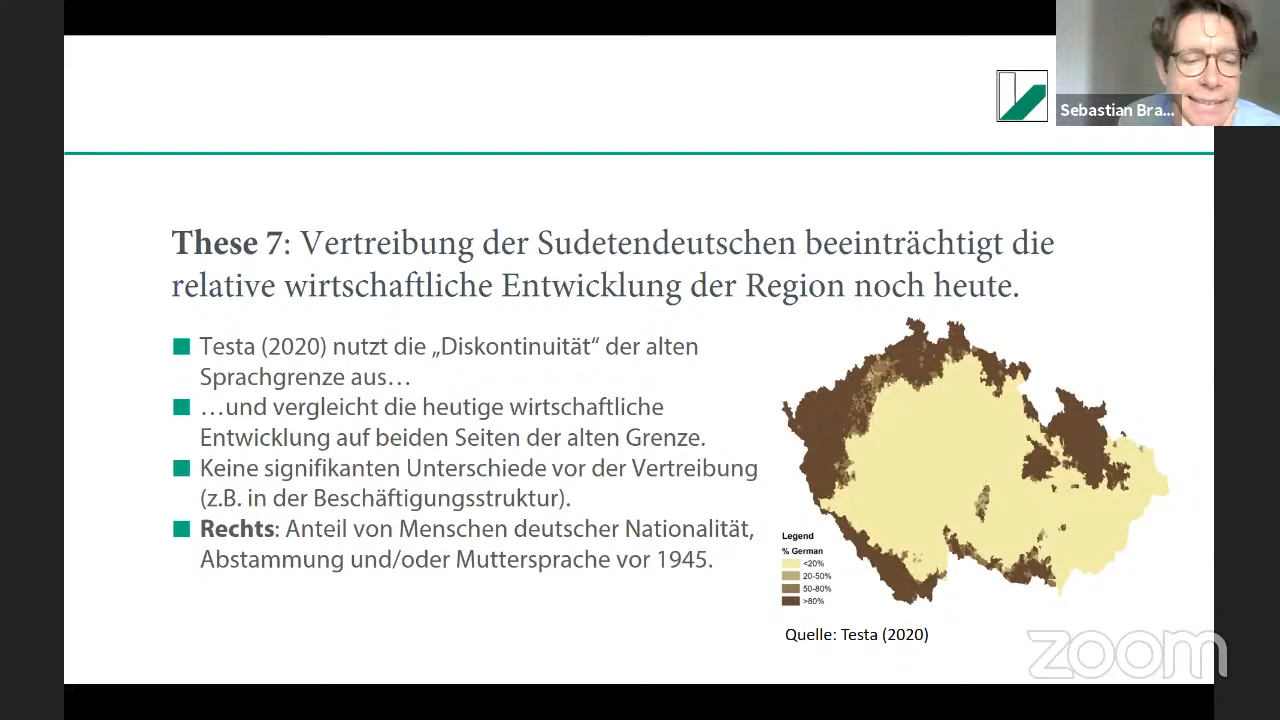 Sebastian Bra...
These 7: Vertreibung der Sudetendeutschen beeinträchtigt die
relative wirtschaftliche Entwicklung der Region noch heute.
Testa (2020) nutzt die „Diskontinuität“ der alten
Sprachgrenze aus…
…und vergleicht die heutige wirtschaftliche
Entwicklung auf beiden Seiten der alten Grenze.
Keine signifikanten Unterschiede vor der Vertreibung
(z.B. in der Beschäftigungsstruktur).
Rechts: Anteil von Menschen deutscher Nationalität,
Abstammung und/oder Muttersprache vor 1945.
Legend
% German
<20%
20-50%
50-80%
>80%
Quelle: Testa (2020)
zoom